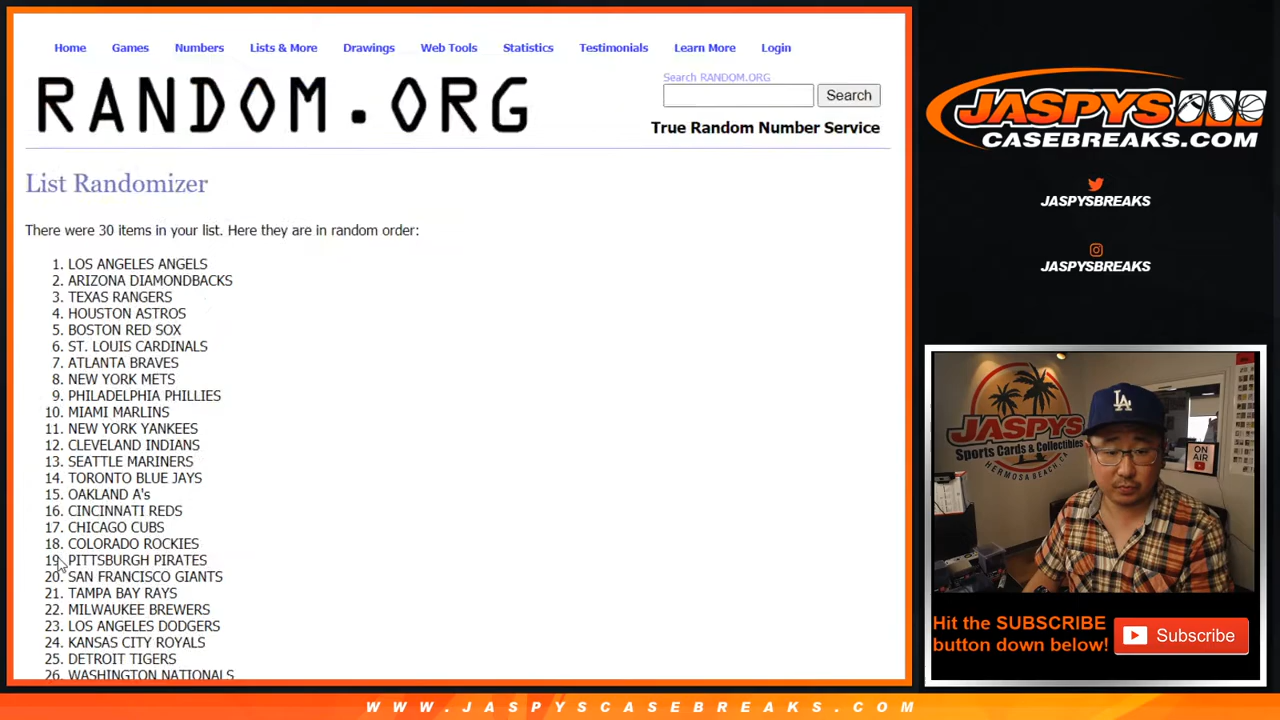 Home Games Numbers Lists & More Drawings Web Tools Statistics Testimonials Learn More Login
RANDOM.ORG
Search RANDOM.ORG
Search
True Random Number Service
List Randomizer
There were 30 items in your list. Here they are in random order:
1. LOS ANGELES ANGELS
2. ARIZONA DIAMONDBACKS
3. TEXAS RANGERS
4. HOUSTON ASTROS
5. BOSTON RED SOX
6. ST. LOUIS CARDINALS
7. ATLANTA BRAVES
8. NEW YORK METS
9. PHILADELPHIA PHILLIES
10. MIAMI MARLINS
11. NEW YORK YANKEES
12. CLEVELAND INDIANS
13. SEATTLE MARINERS
14. TORONTO BLUE JAYS
15. OAKLAND A's
16. CINCINNATI REDS
17. CHICAGO CUBS
18. COLORADO ROCKIES
19. PITTSBURGH PIRATES
20. SAN FRANCISCO GIANTS
21. TAMPA BAY RAYS
22. MILWAUKEE BREWERS
23. LOS ANGELES DODGERS
24. KANSAS CITY ROYALS
25. DETROIT TIGERS
26. WASHINGTON NATIONALS
JASPYS
CASEBREAKS.COM
JASPYSBREAKS
JASPYSBREAKS
LA
JASPYS
Sports Cards & Collectibles
HERMOSA BEACH, CA
ON AIR
Hit the SUBSCRIBE
button down below!
Subscribe
WWW.JASPYSCASEBREAKS.COM